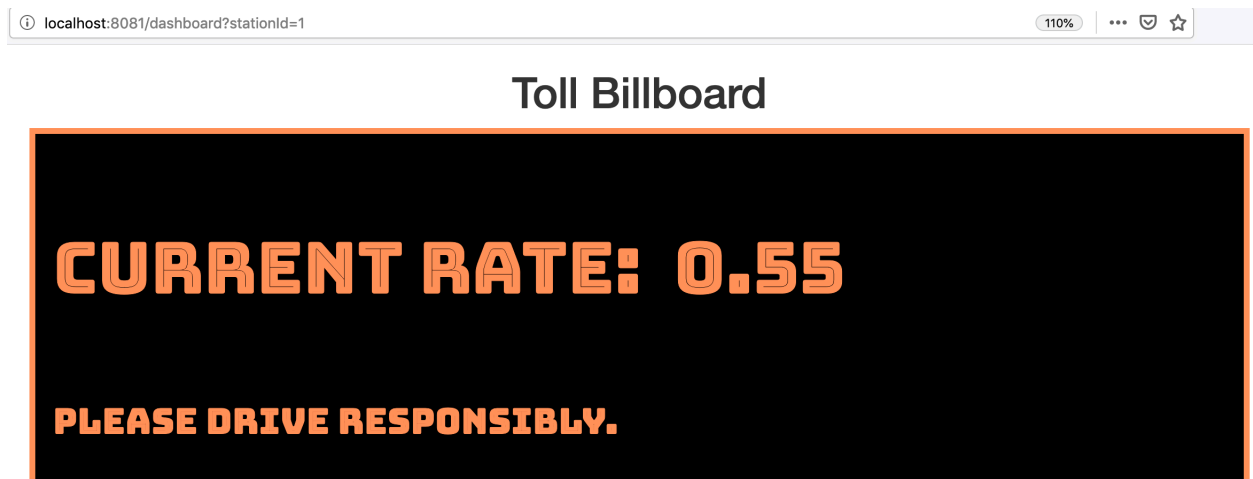 localhost:8081/dashboard?stationId=1 110%
Toll Billboard
CURRENT RATE: 0.55
PLEASE DRIVE RESPONSIBLY.